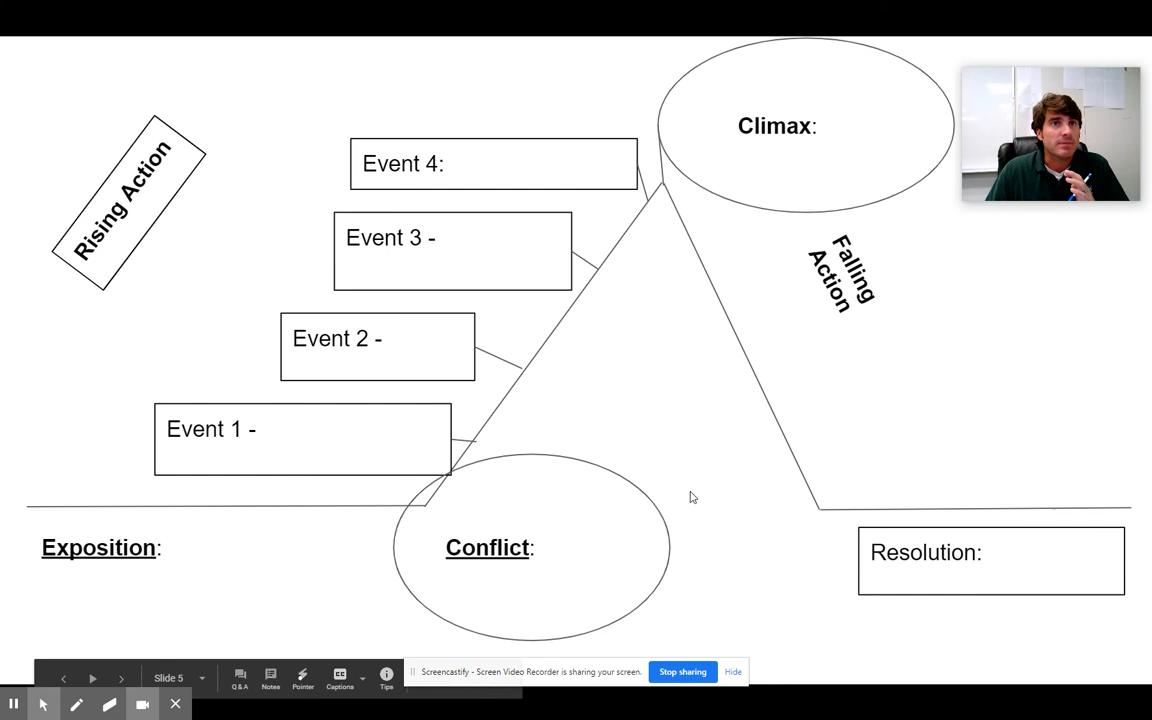 Climax:
Rising Action
Event 4:
Event 3 -
Falling
Action
Event 2 -
Event 1 -
Exposition:
Conflict:
Resolution:
Slide 5
Q & A
Notes
Pointer
Captions
Tips
Screencastify - Screen Video Recorder is sharing your screen.
Stop sharing
Hide